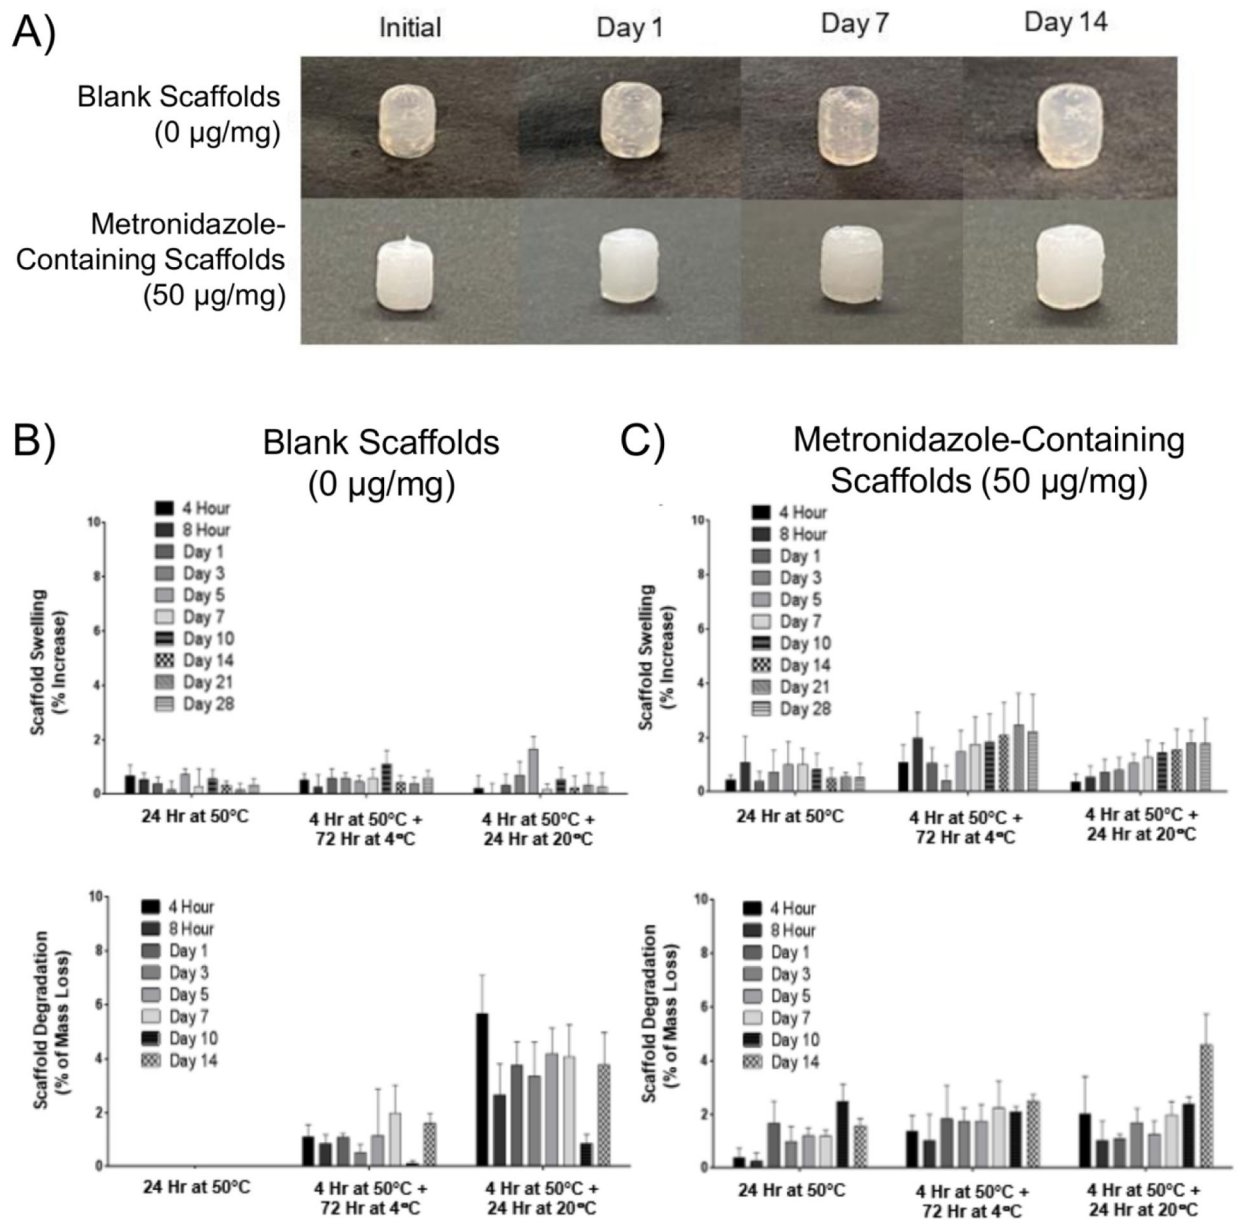 A)
Initial
Day 1
Day 7
Day 14
Blank Scaffolds
(0 µg/mg)
Metronidazole-
Containing Scaffolds
(50 µg/mg)
B)
Blank Scaffolds
(0 µg/mg)
Scaffold Swelling
(% Increase)
10
8
6
4
2
0
4 Hour
8 Hour
Day 1
Day 3
Day 5
Day 7
Day 10
Day 14
Day 21
Day 28
24 Hr at 50°C
4 Hr at 50°C +
72 Hr at 4°C
4 Hr at 50°C +
24 Hr at 20°C
Scaffold Degradation
(% of Mass Loss)
10
8
6
4
2
0
4 Hour
8 Hour
Day 1
Day 3
Day 5
Day 7
Day 10
Day 14
24 Hr at 50°C
4 Hr at 50°C +
72 Hr at 4°C
4 Hr at 50°C +
24 Hr at 20°C
C)
Metronidazole-Containing
Scaffolds (50 µg/mg)
Scaffold Swelling
(% Increase)
10
8
6
4
2
0
4 Hour
8 Hour
Day 1
Day 3
Day 5
Day 7
Day 10
Day 14
Day 21
Day 28
24 Hr at 50°C
4 Hr at 50°C +
72 Hr at 4°C
4 Hr at 50°C +
24 Hr at 20°C
Scaffold Degradation
(% of Mass Loss)
10
8
6
4
2
0
4 Hour
8 Hour
Day 1
Day 3
Day 5
Day 7
Day 10
Day 14
24 Hr at 50°C
4 Hr at 50°C +
72 Hr at 4°C
4 Hr at 50°C +
24 Hr at 20°C